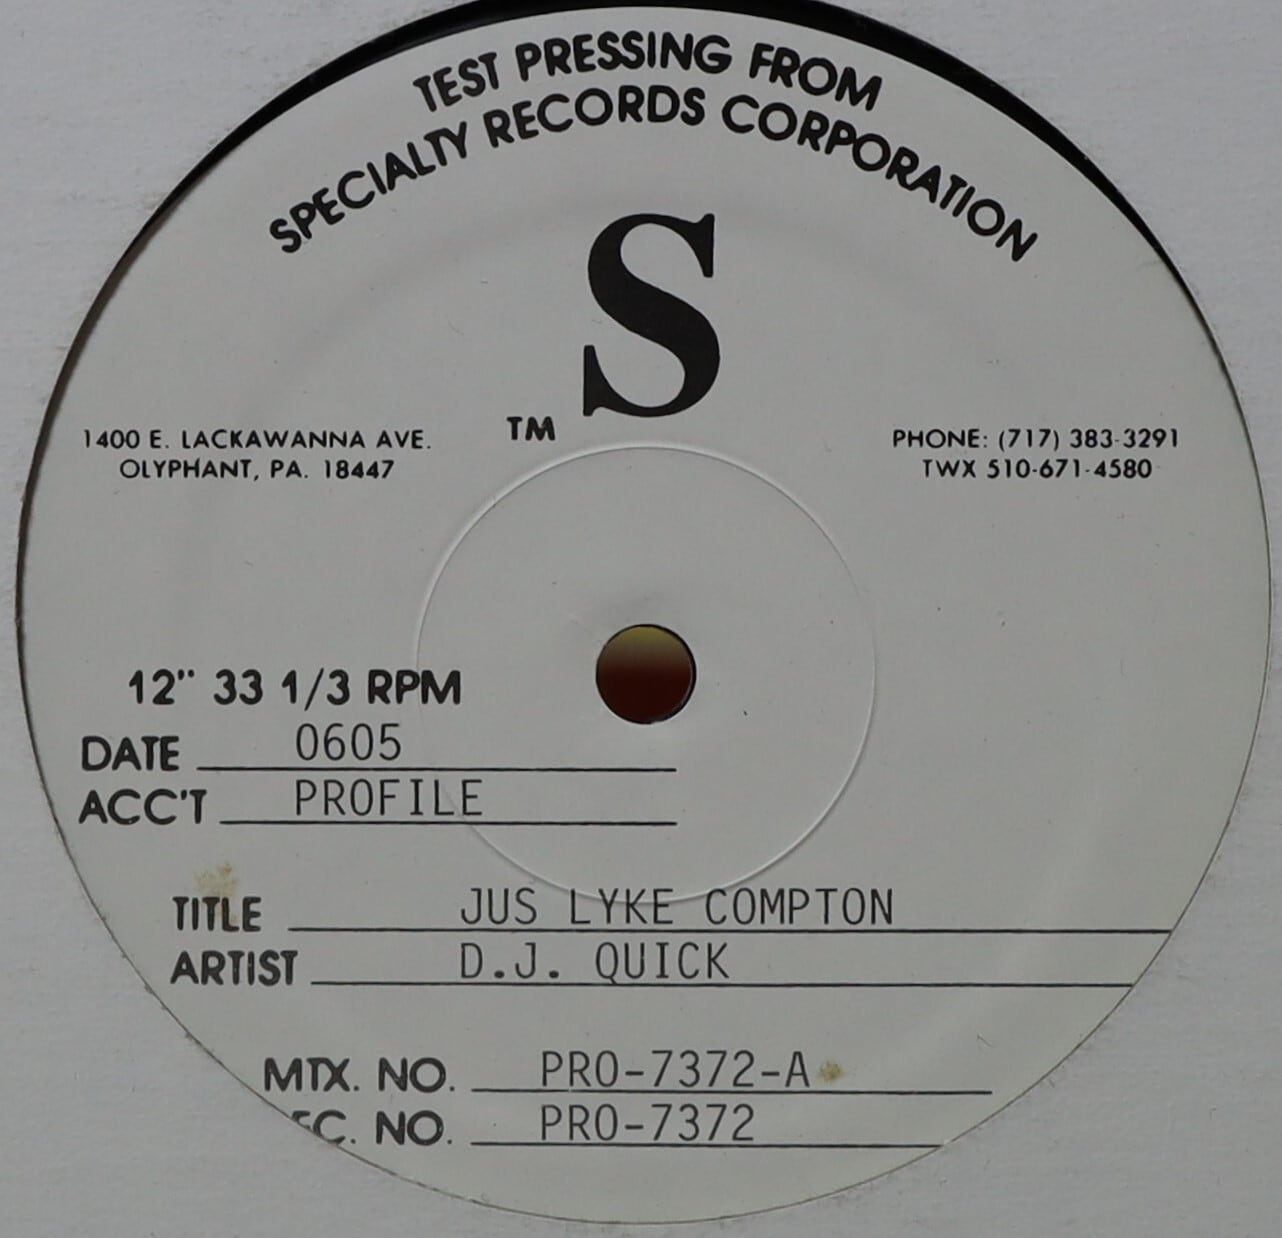 TEST PRESSING FROM
SPECIALTY RECORDS CORPORATION
S
TM
1400 E. LACKAWANNA AVE.
OLYPHANT, PA. 18447
PHONE: (717) 383-3291
TWX 510-671-4580
12" 33 1/3 RPM
DATE 0605
ACC'T PROFILE
TITLE JUS LYKE COMPTON
ARTIST D.J. QUICK
MTX. NO. PRO-7372-A
EC. NO. PRO-7372